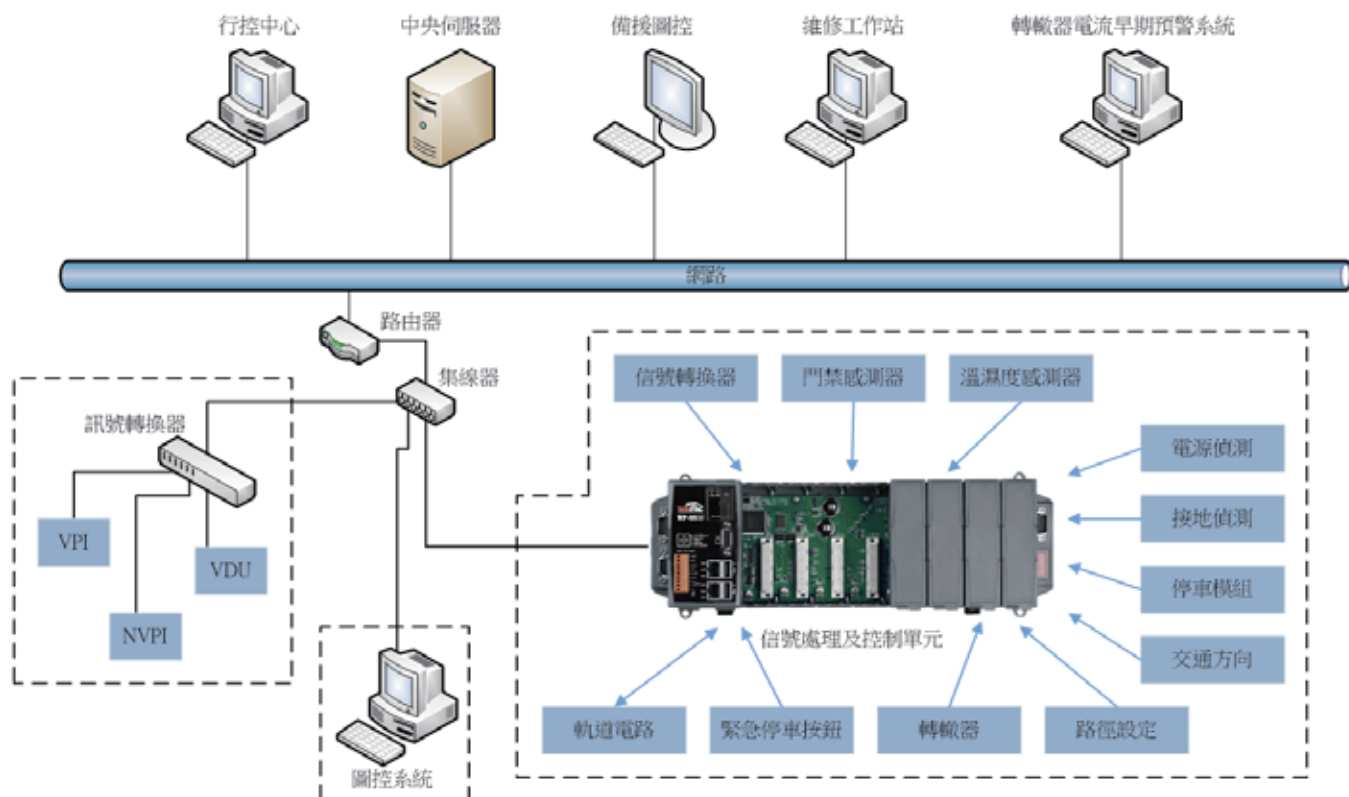 行控中心
中央伺服器
備援圖控
維修工作站
轉轍器電流早期預警系統
網路
路由器
集線器
訊號轉換器
VPI
VDU
NVPI
圖控系統
信號轉換器
門禁感測器
溫濕度感測器
電源偵測
接地偵測
停車模組
交通方向
信號處理及控制單元
軌道電路
緊急停車按鈕
轉轍器
路徑設定